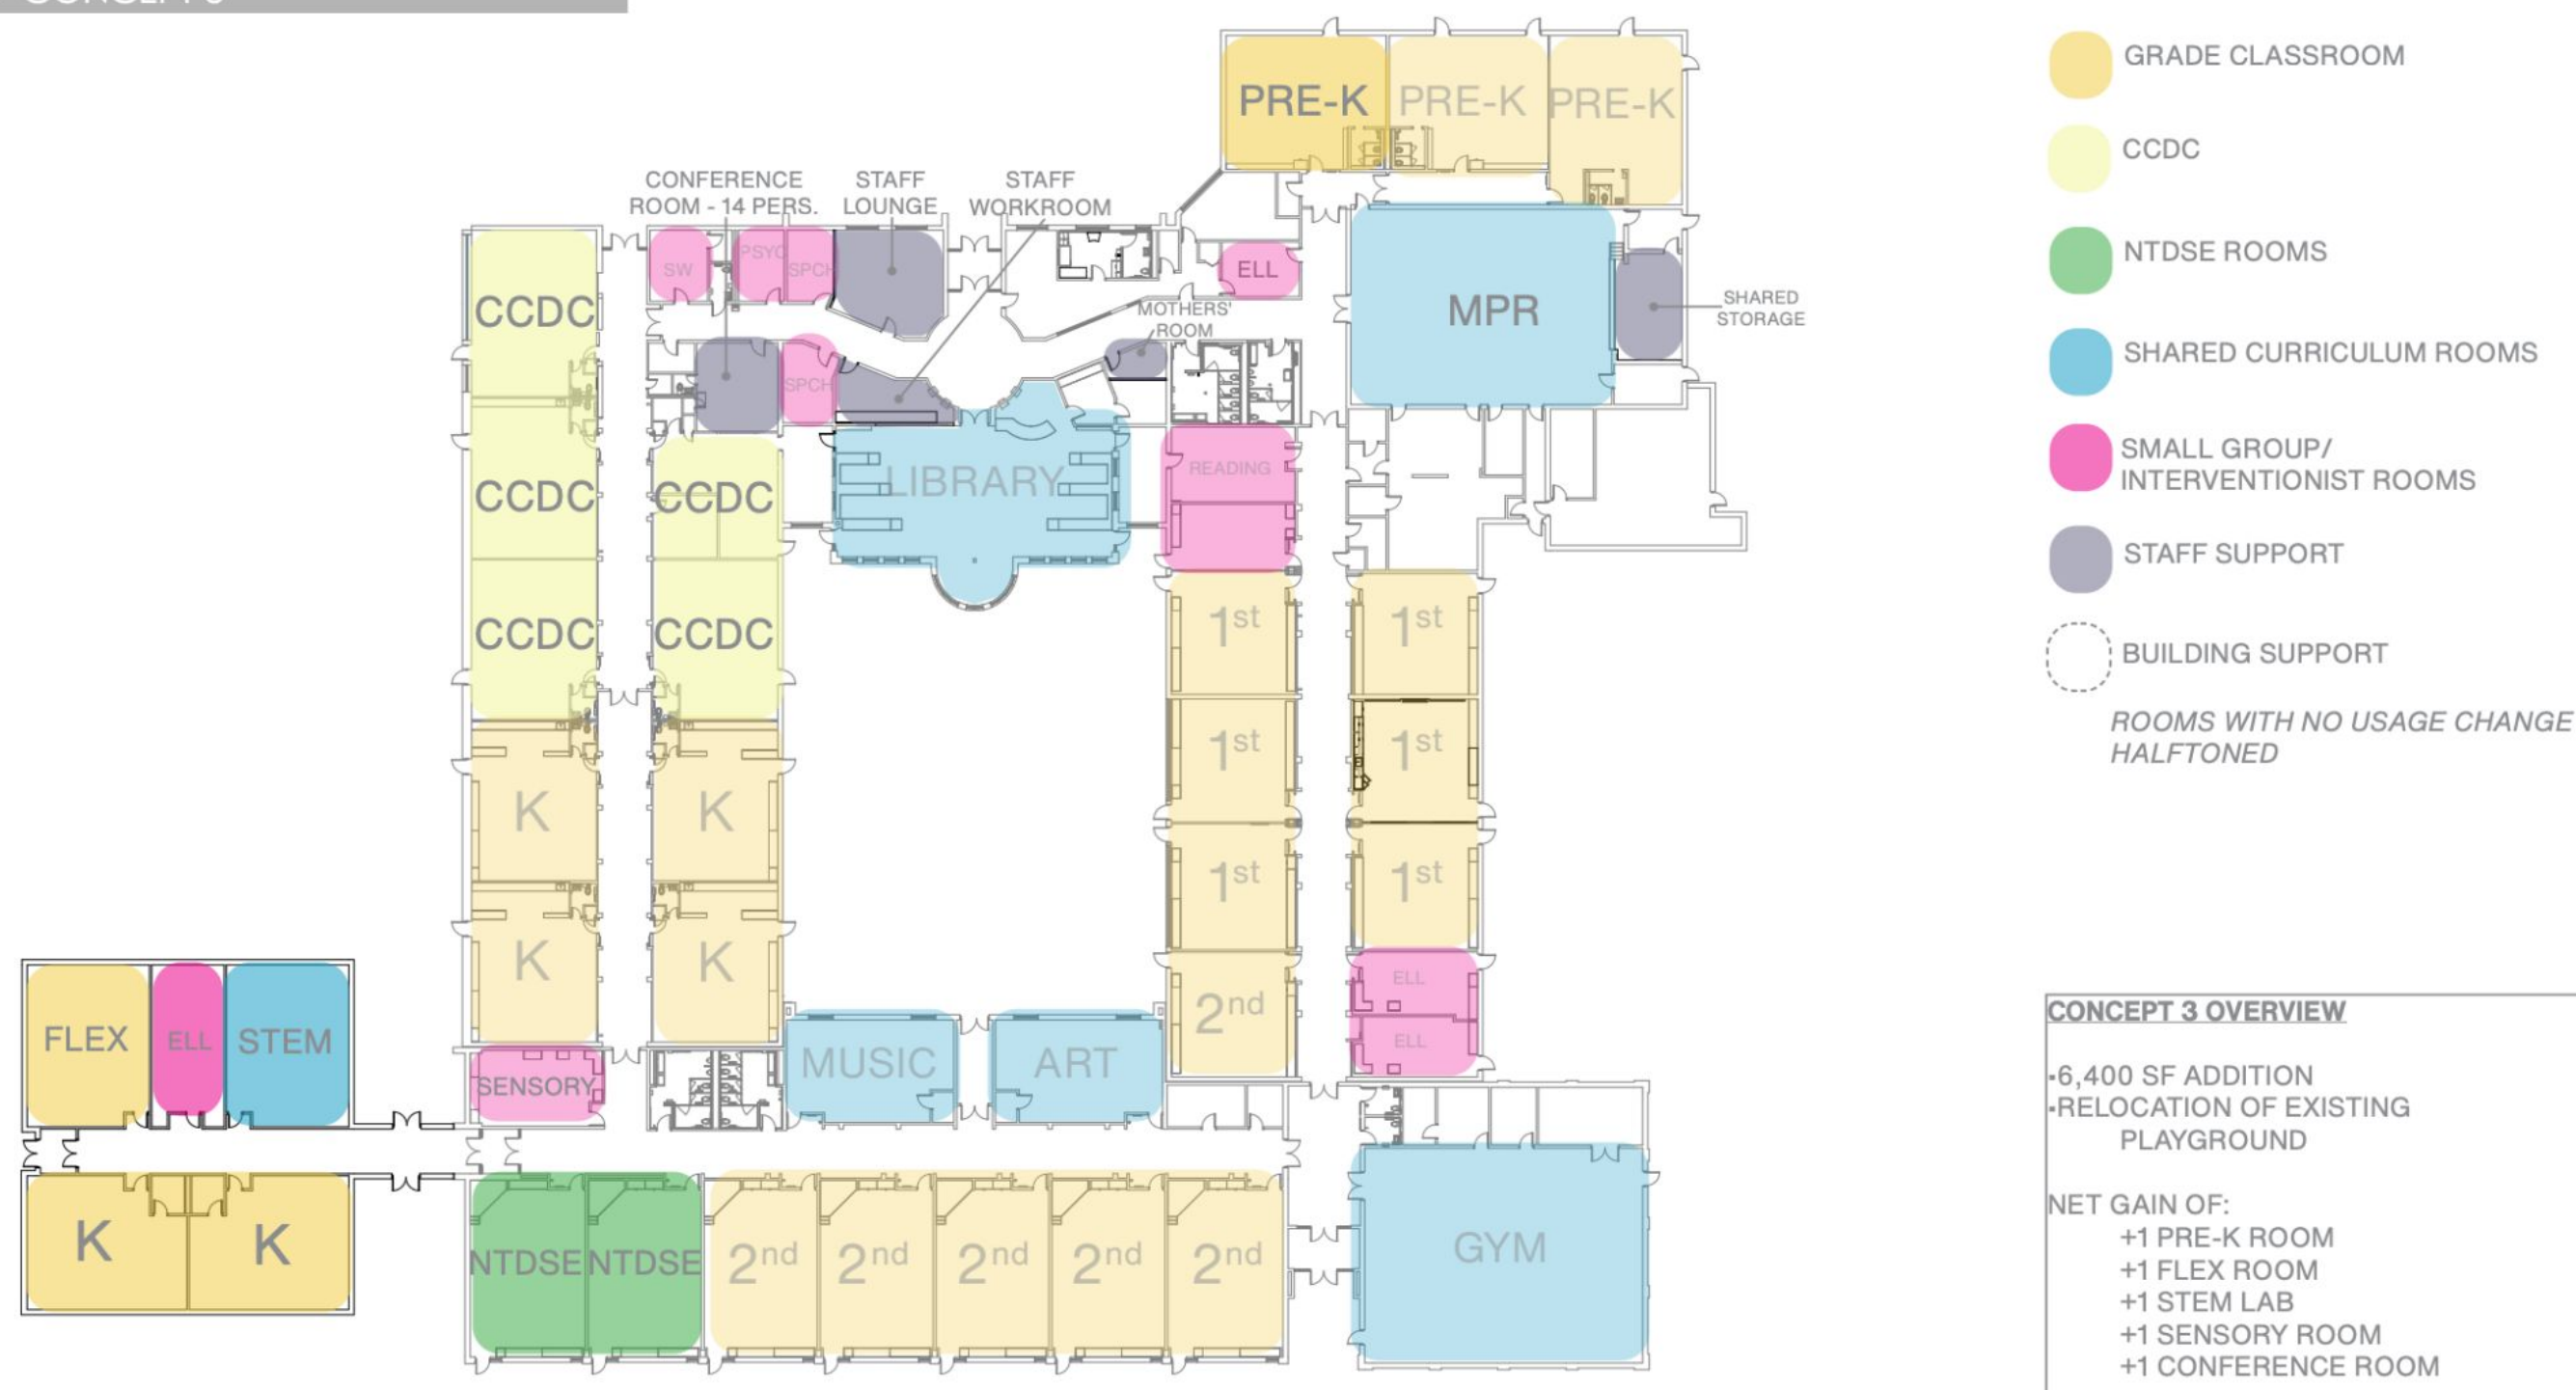 PRE-K PRE-K PRE-K
CONFERENCE
ROOM - 14 PERS.
STAFF
LOUNGE
STAFF
WORKROOM
SW
PSYC
SPCH
ELL
MPR
SHARED
STORAGE
MOTHERS'
ROOM
SPCH
CCDC
CCDC
CCDC
CCDC
CCDC
LIBRARY
READING
1st
1st
1st
1st
1st
1st
K
K
K
K
2nd
ELL
ELL
FLEX
ELL
STEM
SENSORY
MUSIC
ART
K
K
NTDSE
NTDSE
2nd
2nd
2nd
2nd
2nd
GYM
GRADE CLASSROOM
CCDC
NTDSE ROOMS
SHARED CURRICULUM ROOMS
SMALL GROUP/
INTERVENTIONIST ROOMS
STAFF SUPPORT
BUILDING SUPPORT
ROOMS WITH NO USAGE CHANGE
HALFTONED
CONCEPT 3 OVERVIEW
▪6,400 SF ADDITION
▪RELOCATION OF EXISTING
PLAYGROUND
NET GAIN OF:
+1 PRE-K ROOM
+1 FLEX ROOM
+1 STEM LAB
+1 SENSORY ROOM
+1 CONFERENCE ROOM